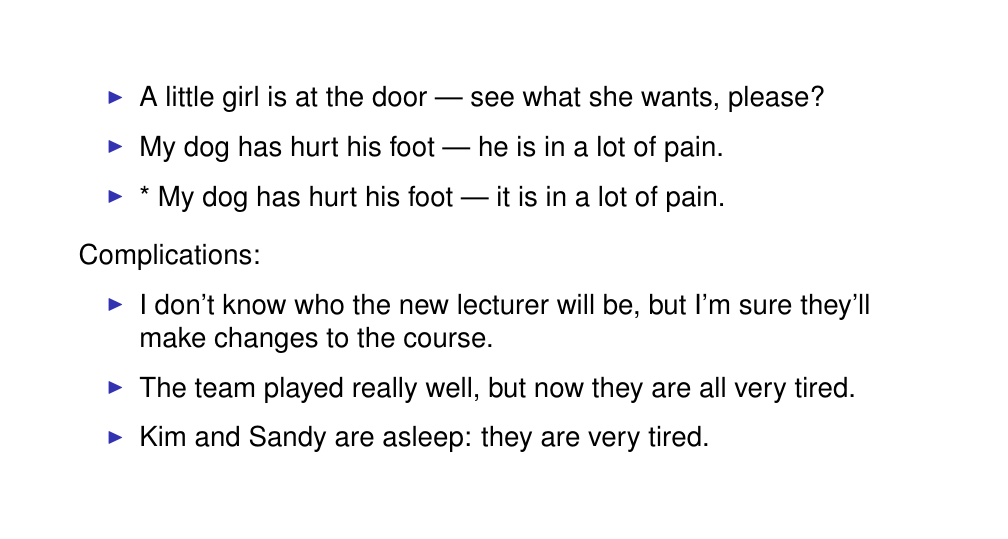 ▶ A little girl is at the door — see what she wants, please?
▶ My dog has hurt his foot — he is in a lot of pain.
▶ * My dog has hurt his foot — it is in a lot of pain.
Complications:
▶ I don't know who the new lecturer will be, but I'm sure they'll
make changes to the course.
▶ The team played really well, but now they are all very tired.
▶ Kim and Sandy are asleep: they are very tired.